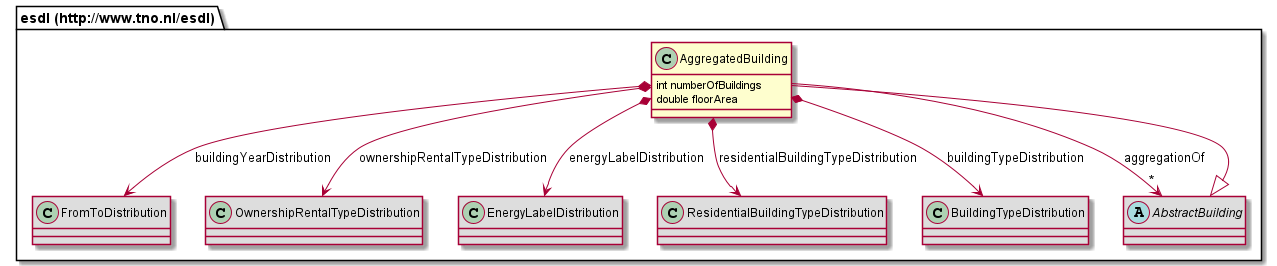 esdl (http://www.tno.nl/esdl)
C AggregatedBuilding
int numberOfBuildings
double floorArea
buildingYearDistribution
ownershipRentalTypeDistribution
energyLabelDistribution
residentialBuildingTypeDistribution
buildingTypeDistribution
aggregationOf
*
C FromToDistribution
C OwnershipRentalTypeDistribution
C EnergyLabelDistribution
C ResidentialBuildingTypeDistribution
C BuildingTypeDistribution
A AbstractBuilding